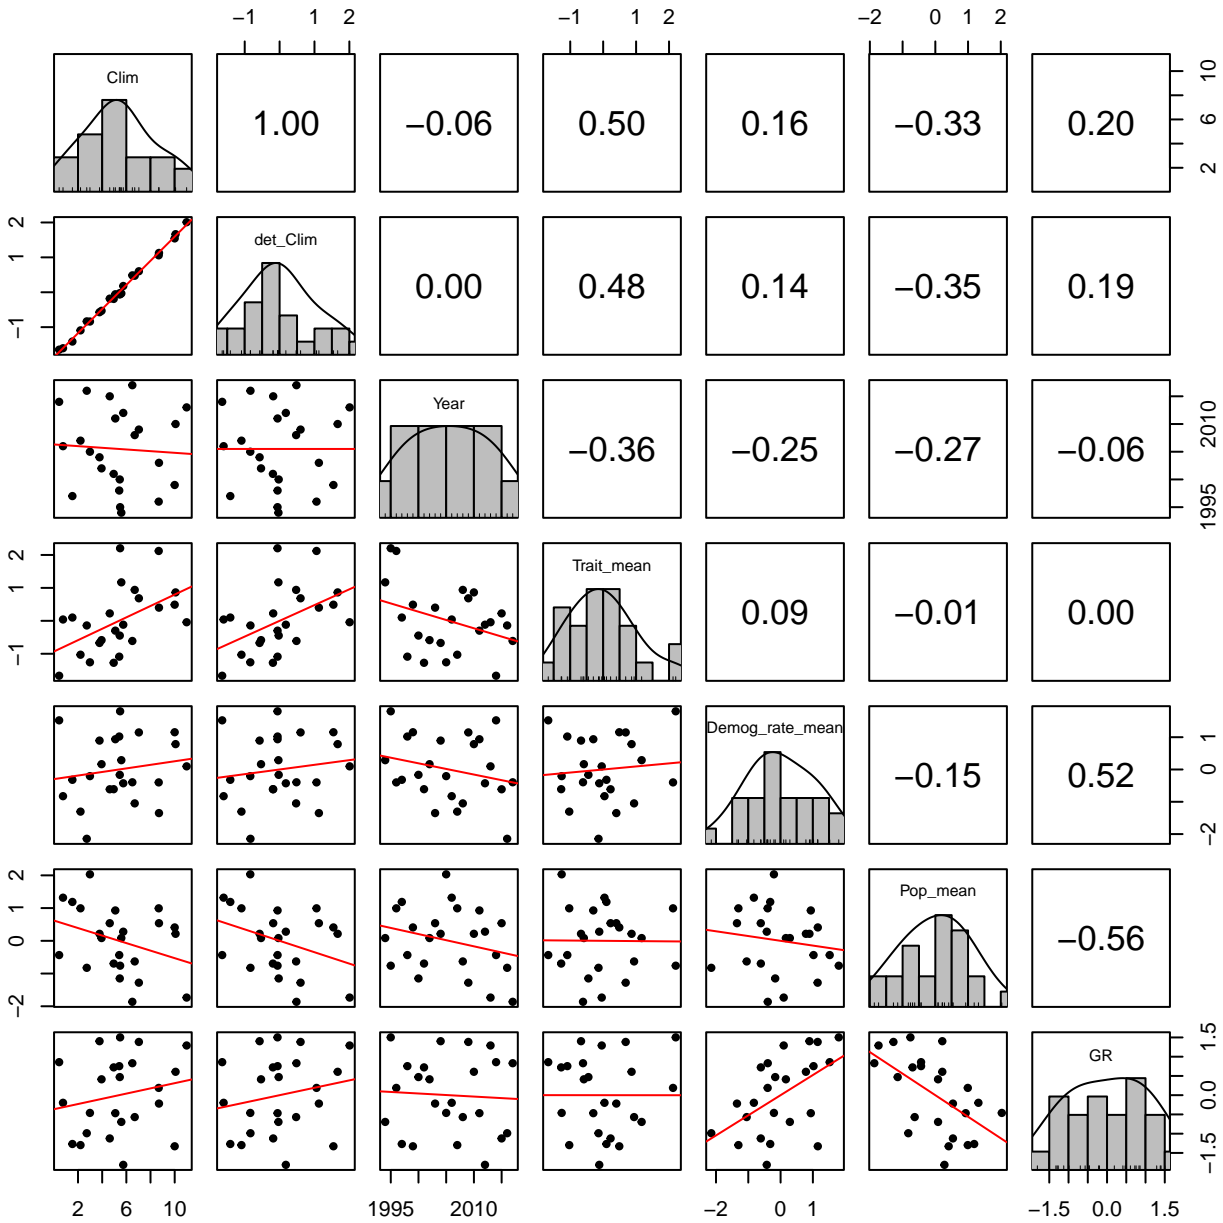 −1 1 2 −1 1 2 −2 0 2
Clim 1.00 −0.06 0.50 0.16 −0.33 0.20 2 6 10
−1 1 2 det_Clim 0.00 0.48 0.14 −0.35 0.19
Year −0.36 −0.25 −0.27 −0.06 1995 2010
−1 1 2 Trait_mean 0.09 −0.01 0.00
Demog_rate_mean −0.15 0.52 −2 0 1
−2 0 1 2 Pop_mean −0.56
GR −1.5 0.0 1.5
2 6 10 1995 2010 −2 0 1 −1.5 0.0 1.5